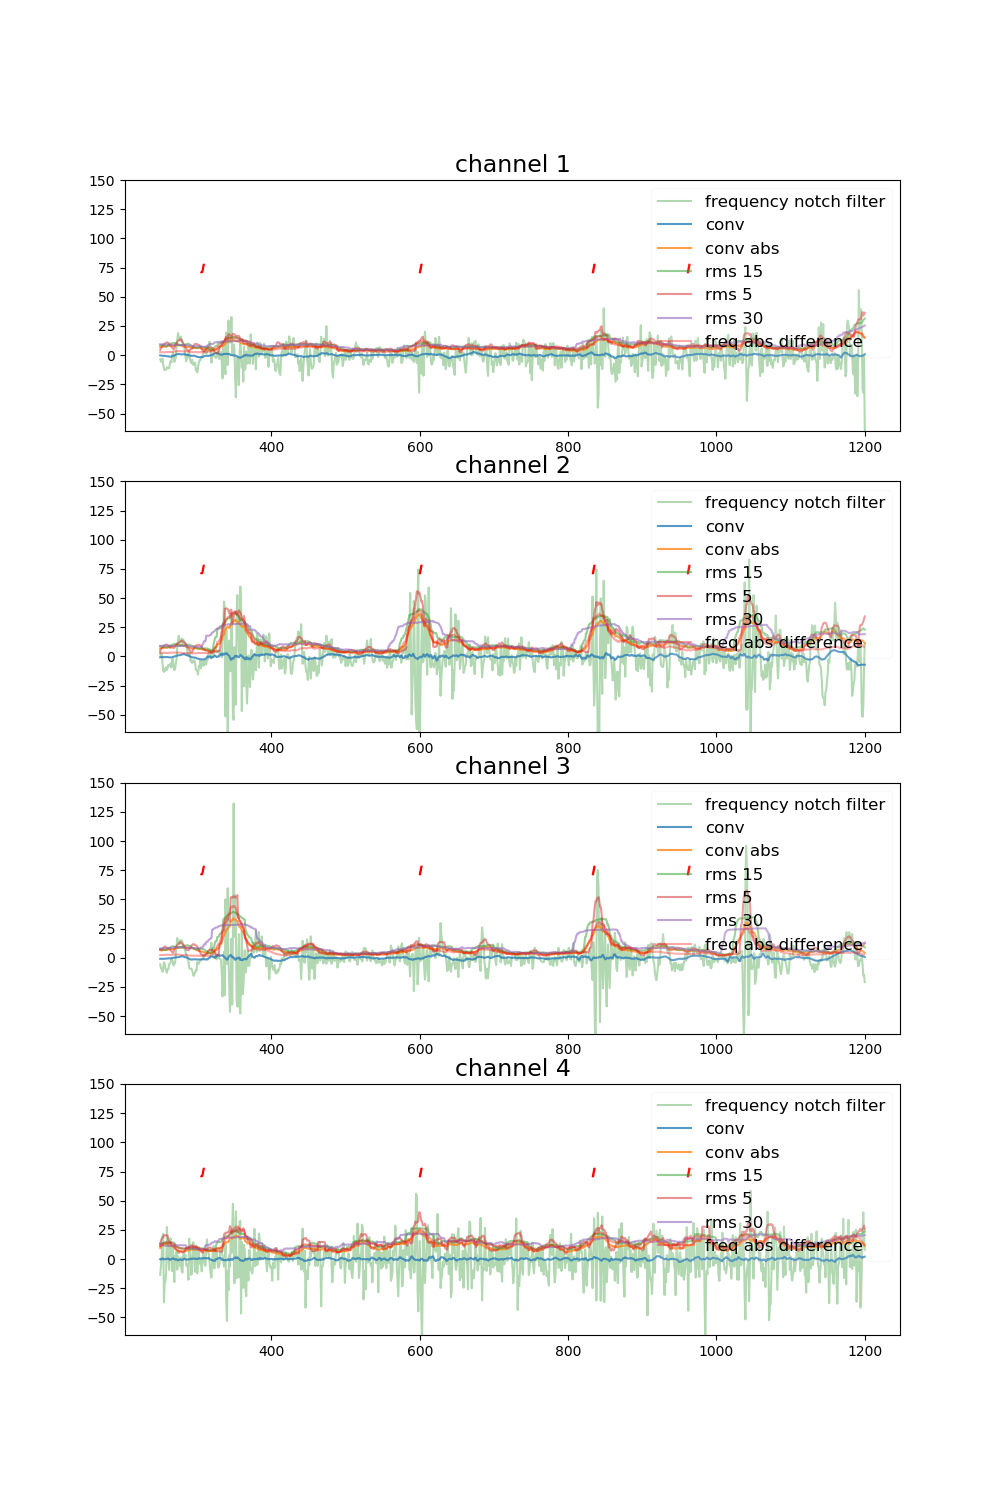 channel 1
150
125
100
75
50
25
0
−25
−50
frequency notch filter
conv
conv abs
rms 15
rms 5
rms 30
freq abs difference
400 600 800 1000 1200
channel 2
150
125
100
75
50
25
0
−25
−50
frequency notch filter
conv
conv abs
rms 15
rms 5
rms 30
freq abs difference
400 600 800 1000 1200
channel 3
150
125
100
75
50
25
0
−25
−50
frequency notch filter
conv
conv abs
rms 15
rms 5
rms 30
freq abs difference
400 600 800 1000 1200
channel 4
150
125
100
75
50
25
0
−25
−50
frequency notch filter
conv
conv abs
rms 15
rms 5
rms 30
freq abs difference
400 600 800 1000 1200